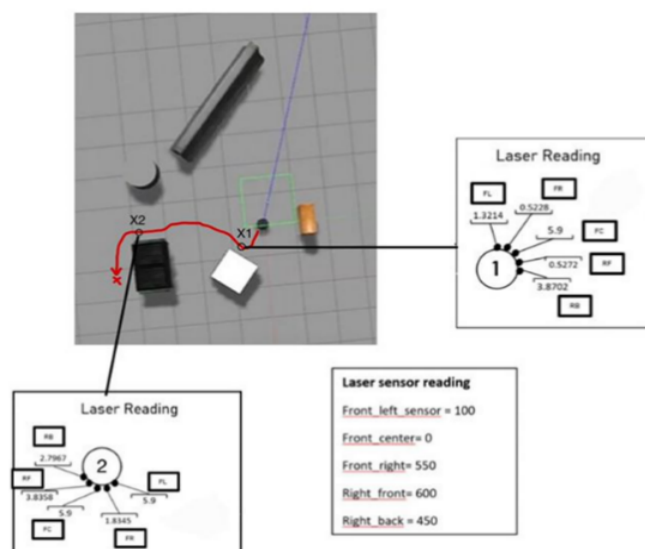 X2
X1
x
Laser Reading
FL
FR
1.3214
0.5228
5.9
FC
1
0.5272
RF
3.8702
RB
Laser Reading
RB
2.7967
2
RF
FL
3.8358
5.9
5.9
1.8345
FC
FR
Laser sensor reading
Front_left_sensor = 100
Front_center= 0
Front_right= 550
Right_front= 600
Right_back = 450